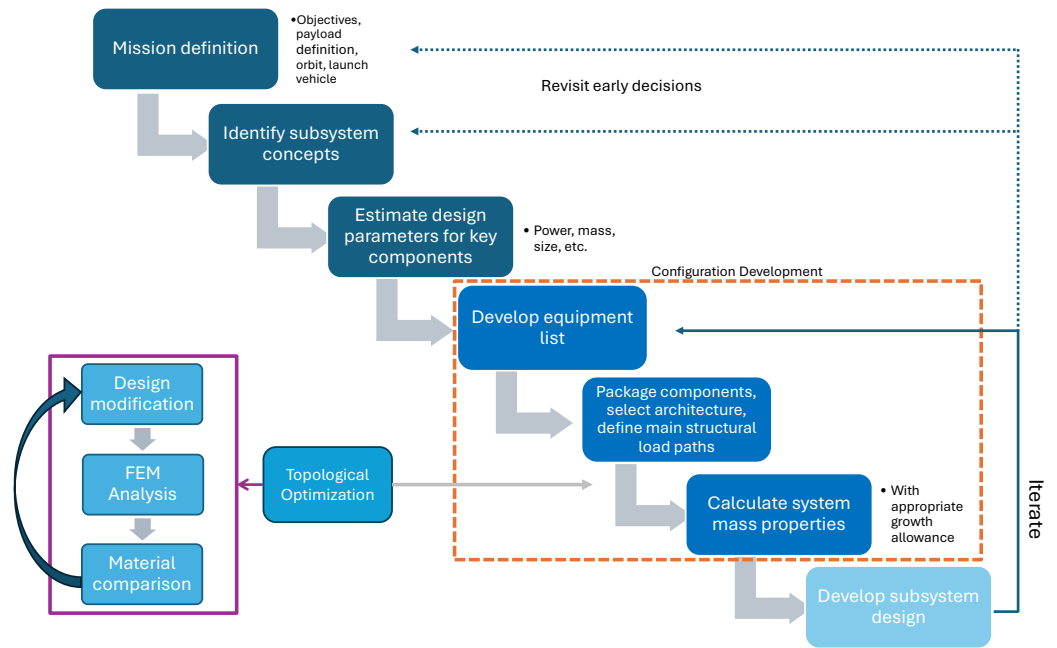 Mission definition
•Objectives,
payload
definition,
orbit, launch
vehicle
Revisit early decisions
Identify subsystem
concepts
Estimate design
parameters for key
components
• Power, mass,
size, etc.
Configuration Development
Develop equipment
list
Package components,
select architecture,
define main structural
load paths
Calculate system
mass properties
• With
appropriate
growth
allowance
Develop subsystem
design
Iterate
Topological
Optimization
Design
modification
FEM
Analysis
Material
comparison